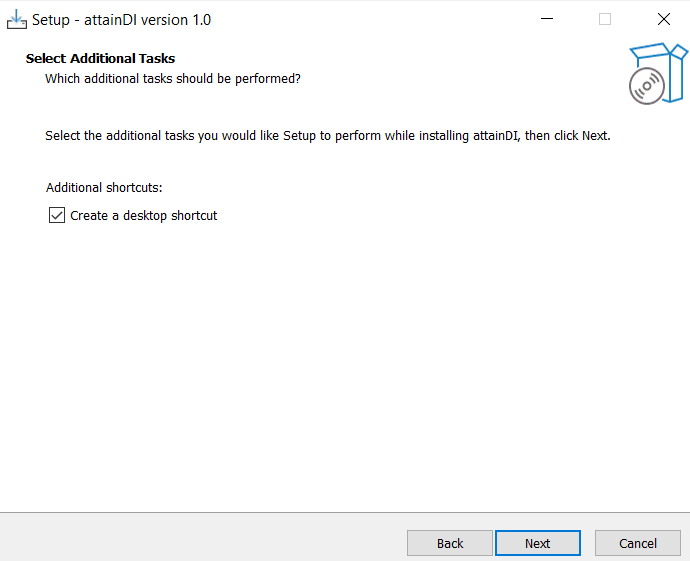 Setup - attainDI version 1.0
Select Additional Tasks
Which additional tasks should be performed?
Select the additional tasks you would like Setup to perform while installing attainDI, then click Next.
Additional shortcuts:
Create a desktop shortcut
Back Next Cancel